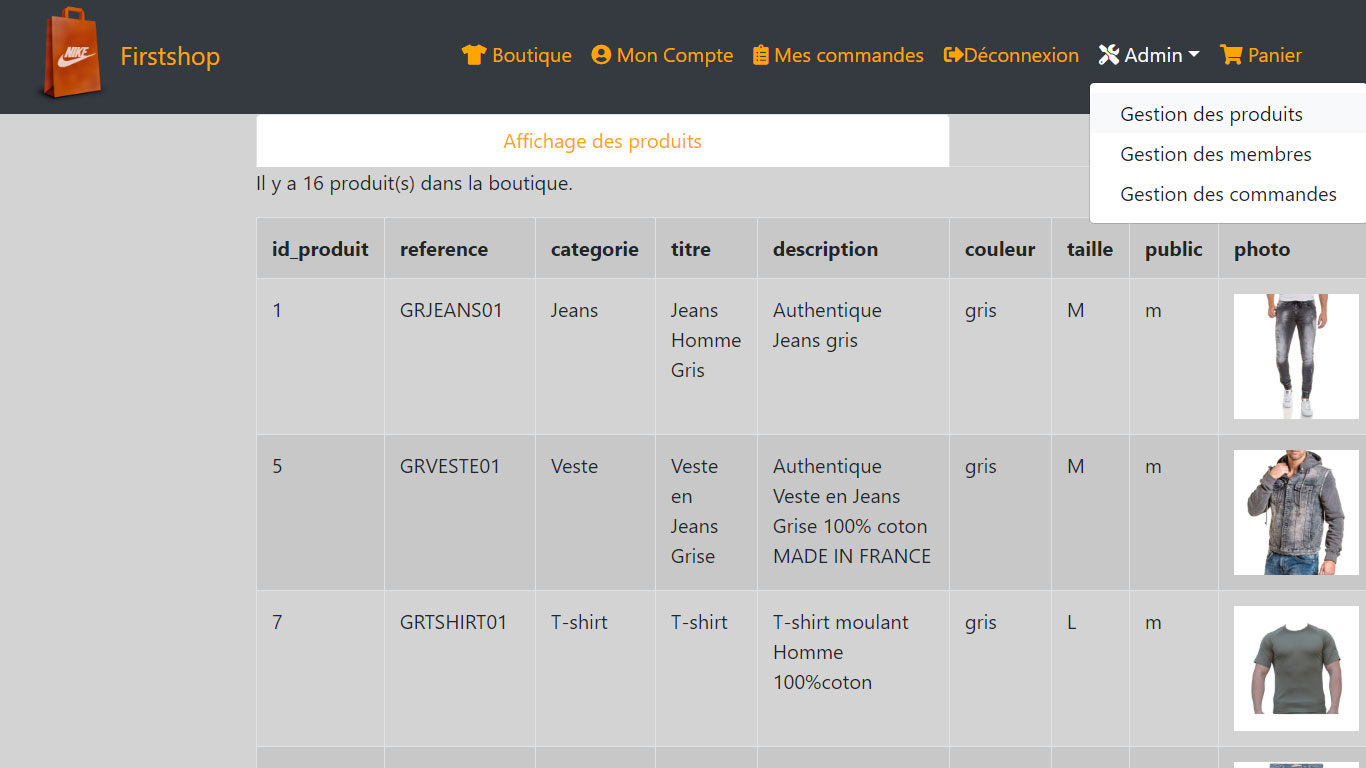 NIKE
Firstshop
Boutique
Mon Compte
Mes commandes
Déconnexion
Admin
Panier
Gestion des produits
Gestion des membres
Gestion des commandes
Affichage des produits
Il y a 16 produit(s) dans la boutique.
id_produit reference categorie titre description couleur taille public photo
1 GRJEANS01 Jeans Jeans Authentique gris M m
Homme Jeans gris
Gris
5 GRVESTE01 Veste Veste Authentique gris M m
en Veste en Jeans
Jeans Grise 100% coton
Grise MADE IN FRANCE
7 GRTSHIRT01 T-shirt T-shirt T-shirt moulant gris L m
Homme
100%coton